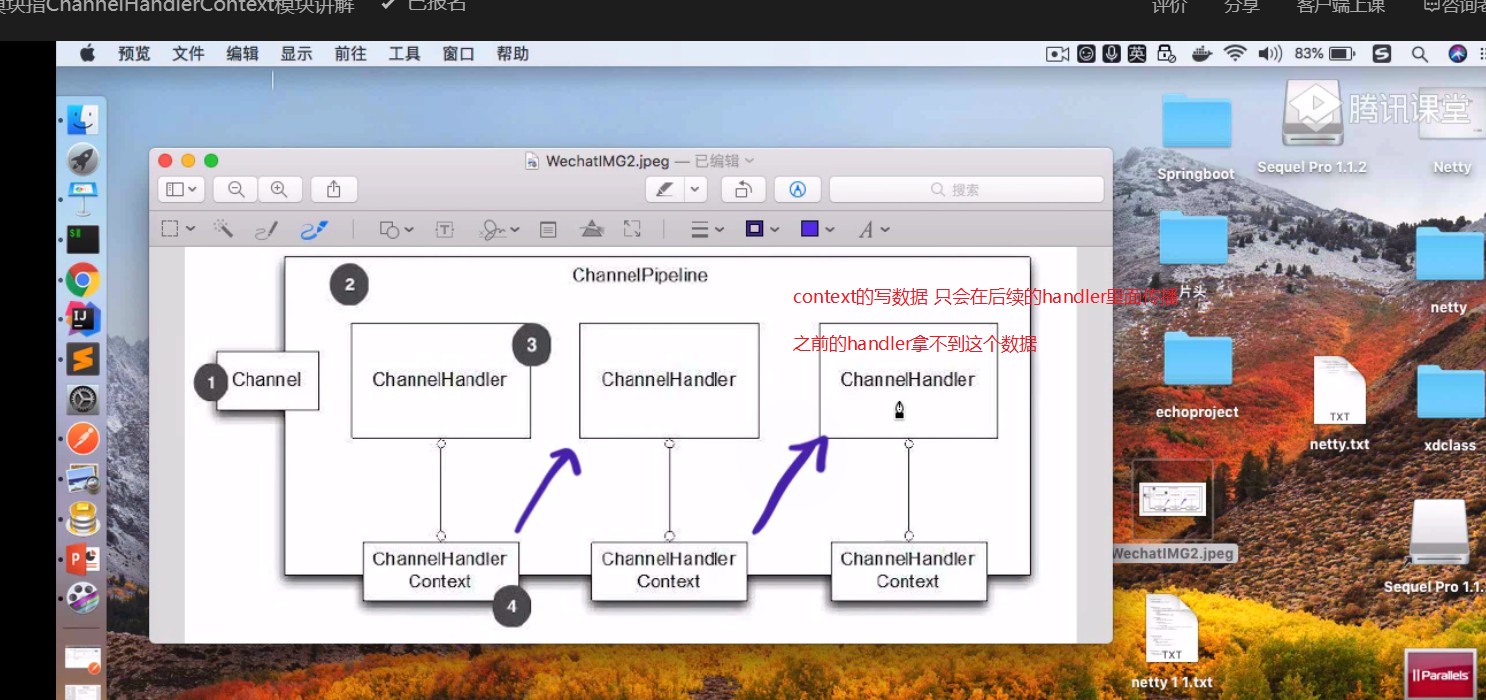 模块指ChannelHandlerContext模块讲解
已报名
评价
分享
客户端上课
咨询老
预览 文件 编辑 显示 前往 工具 窗口 帮助
英
83%
腾讯课堂
WechatIMG2.jpeg — 已编辑
搜索
Springboot
Sequel Pro 1.1.2
Netty
片头
netty
echoproject
TXT
netty.txt
xdclass
WechatIMG2.jpeg
Sequel Pro 1.1.
TXT
netty 11.txt
Parallels
ChannelPipeline
2
context的写数据 只会在后续的handler里面传播
之前的handler拿不到这个数据
3
1
Channel
ChannelHandler
ChannelHandler
ChannelHandler
ChannelHandler
Context
ChannelHandler
Context
ChannelHandler
Context
4